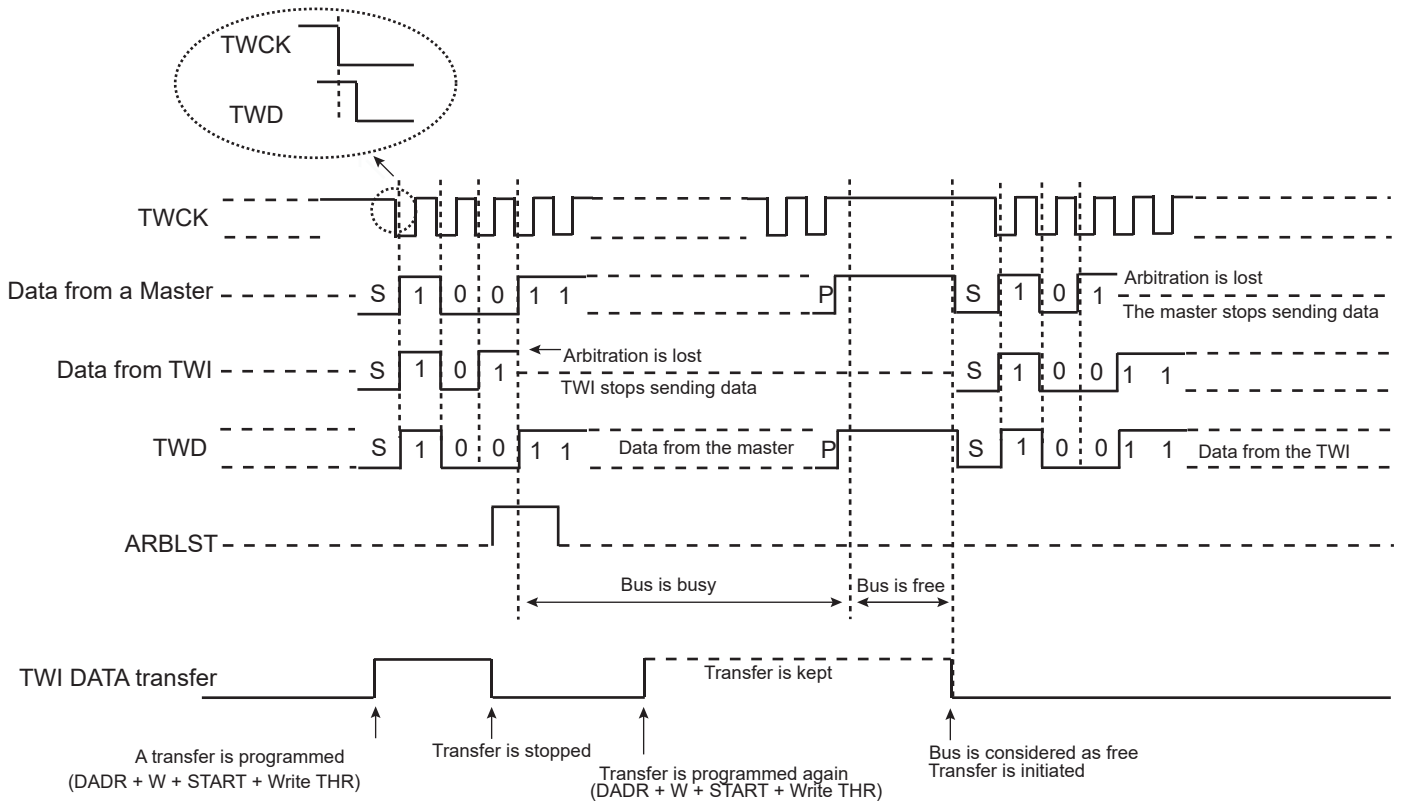 TWCK
TWD
TWCK
Data from a Master
S 1 0 0 1 1
P
S 1 0 1
Arbitration is lost
The master stops sending data
Data from TWI
S 1 0 1
Arbitration is lost
TWI stops sending data
S 1 0 0 1 1
TWD
S 1 0 0 1 1
Data from the master
P
S 1 0 0 1 1
Data from the TWI
ARBLST
Bus is busy
Bus is free
TWI DATA transfer
Transfer is kept
A transfer is programmed
(DADR + W + START + Write THR)
Transfer is stopped
Transfer is programmed again
(DADR + W + START + Write THR)
Bus is considered as free
Transfer is initiated